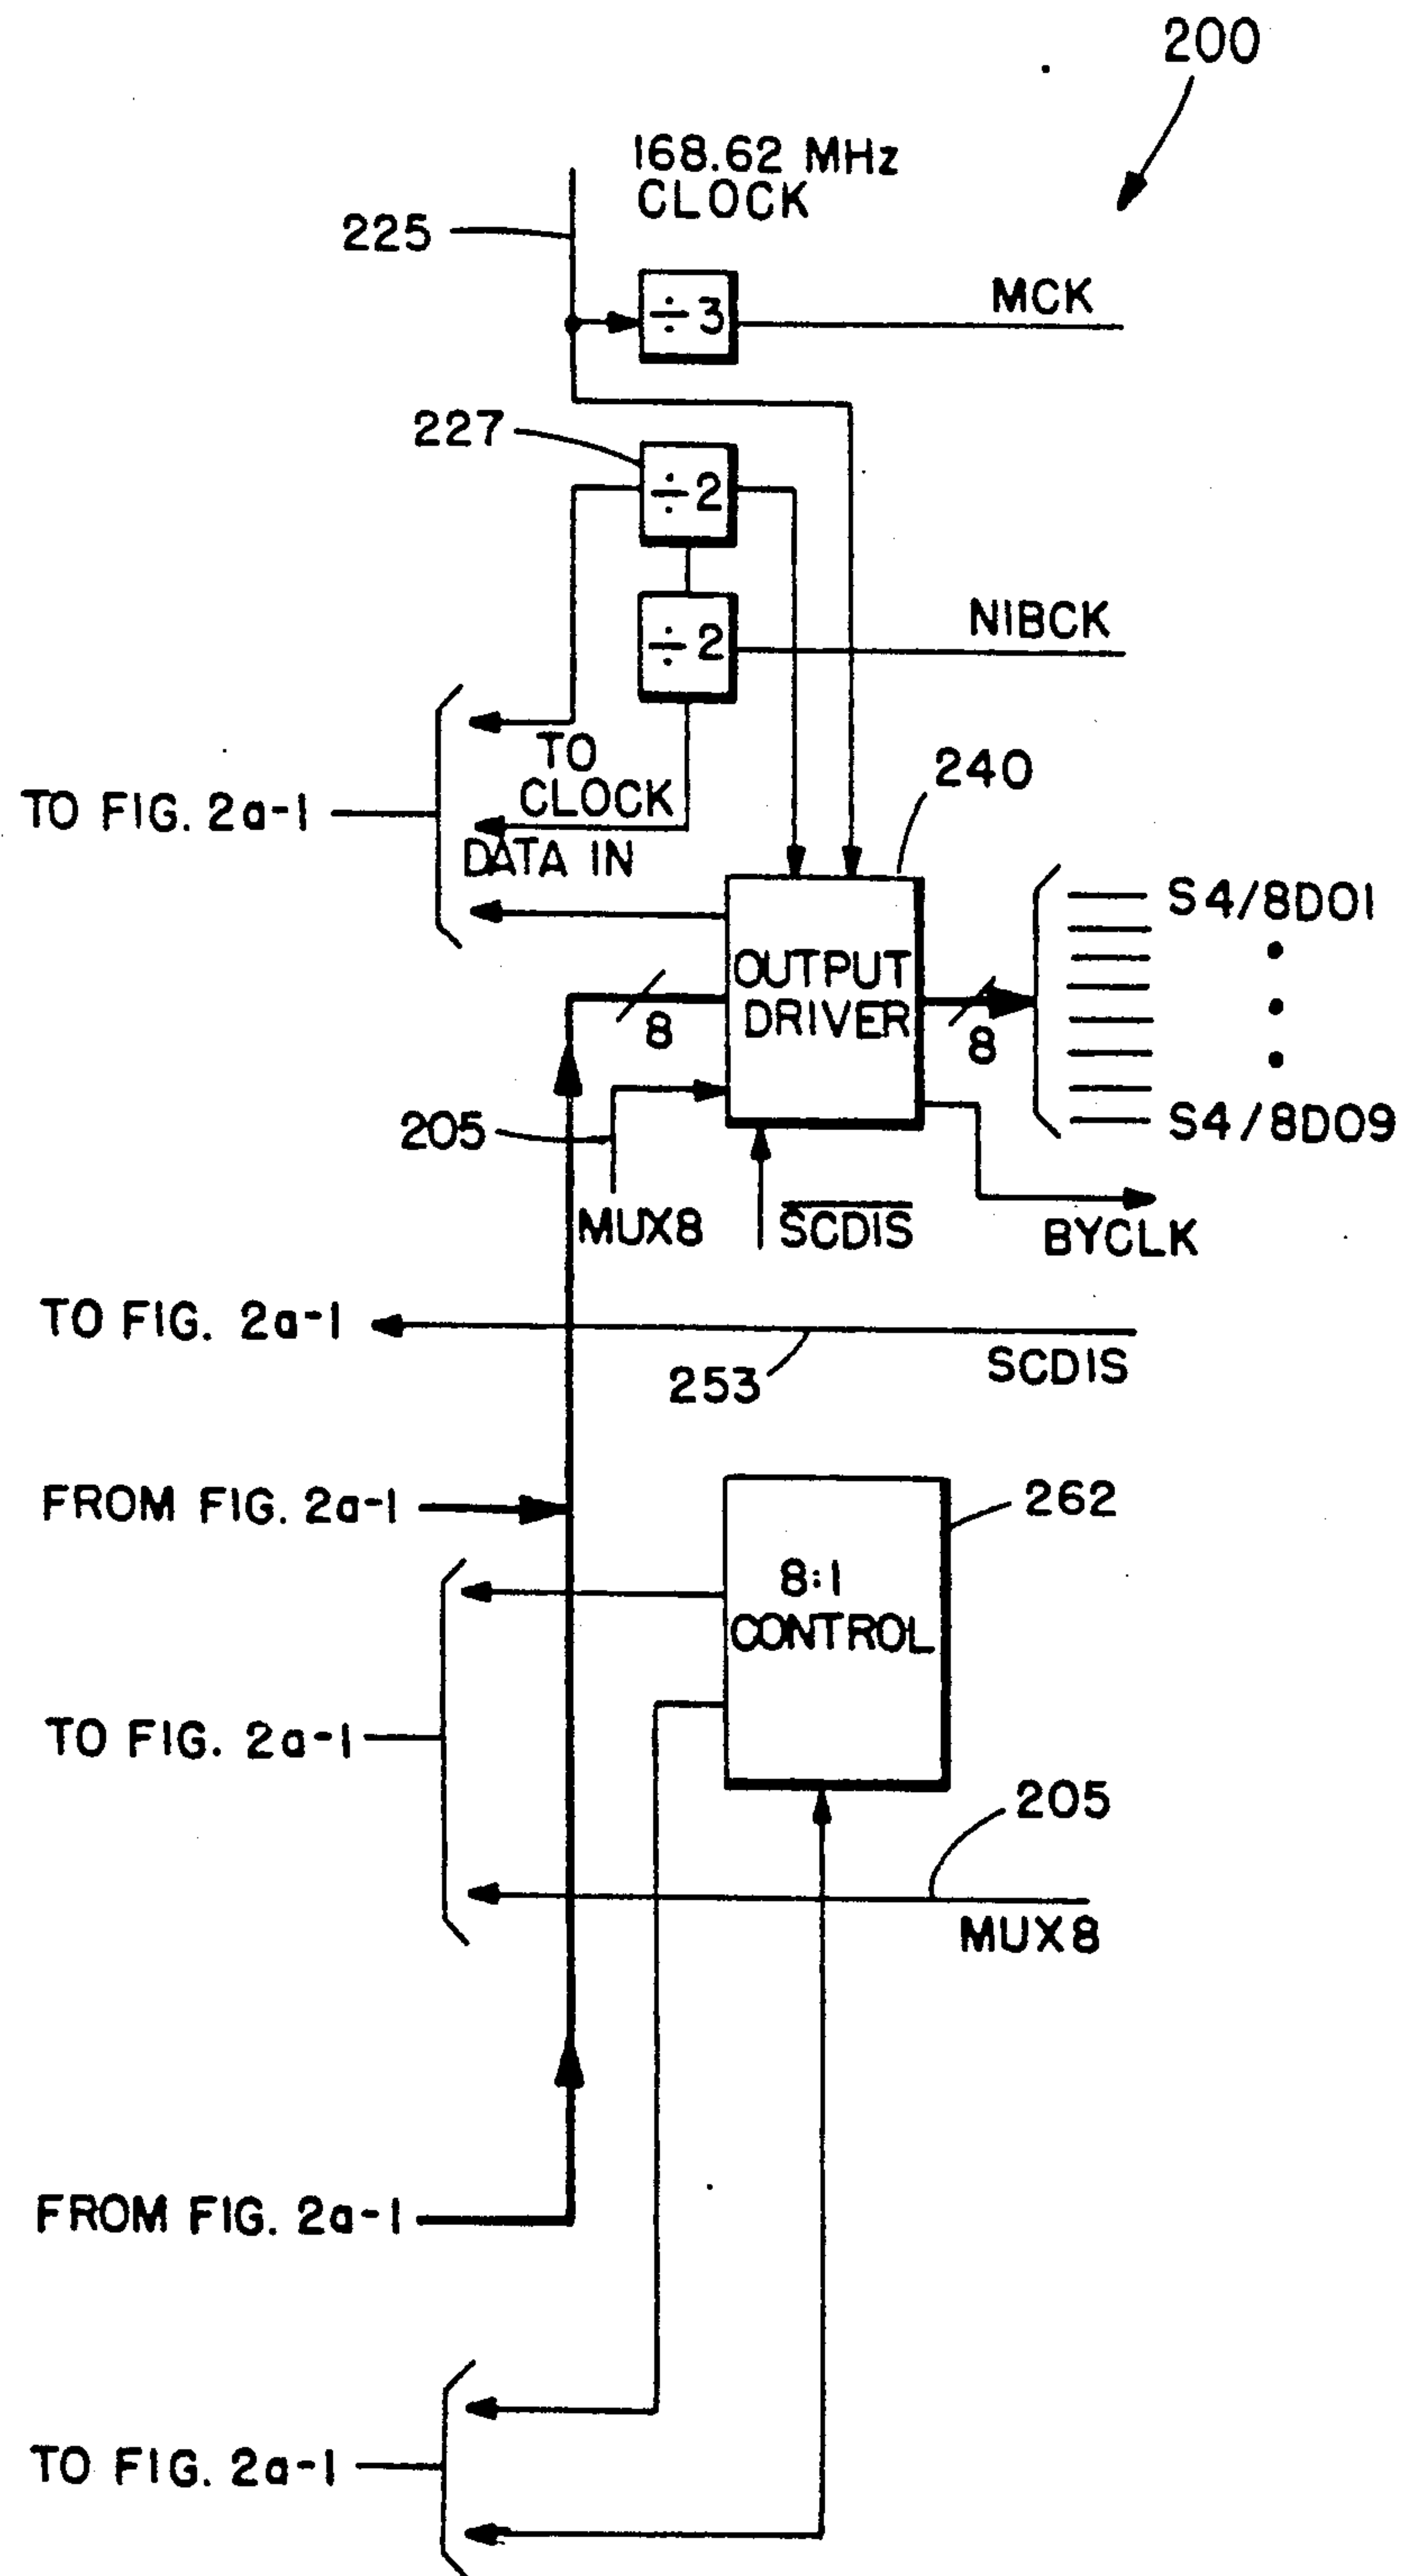 200
168.62 MHz
CLOCK
225
÷3
MCK
227
÷2
÷2
NIBCK
TO
CLOCK
DATA IN
TO FIG. 2a-1
240
OUTPUT
DRIVER
8
8
S4/8DO1
S4/8DO9
205
MUX8
SCDIS
BYCLK
TO FIG. 2a-1
253
SCDIS
FROM FIG. 2a-1
262
8:1
CONTROL
TO FIG. 2a-1
205
MUX8
FROM FIG. 2a-1
TO FIG. 2a-1